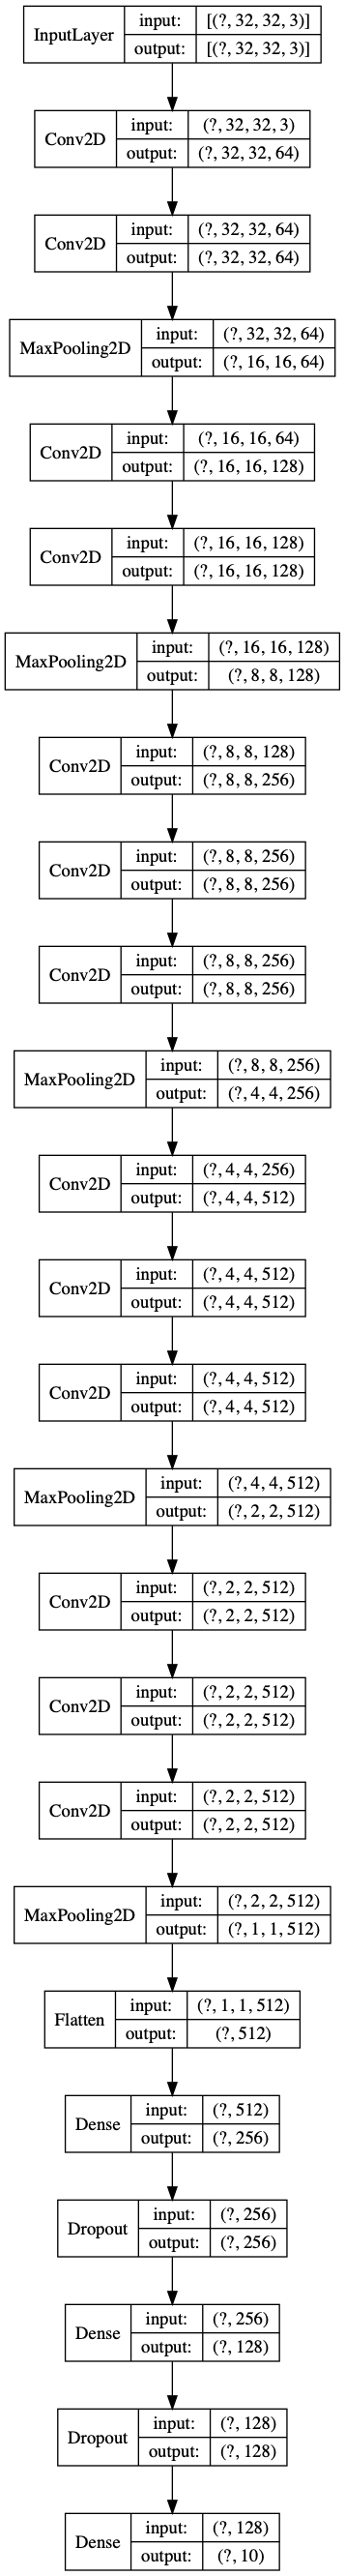 InputLayer input: [(?, 32, 32, 3)]
output: [(?, 32, 32, 3)]
Conv2D input: (?, 32, 32, 3)
output: (?, 32, 32, 64)
Conv2D input: (?, 32, 32, 64)
output: (?, 32, 32, 64)
MaxPooling2D input: (?, 32, 32, 64)
output: (?, 16, 16, 64)
Conv2D input: (?, 16, 16, 64)
output: (?, 16, 16, 128)
Conv2D input: (?, 16, 16, 128)
output: (?, 16, 16, 128)
MaxPooling2D input: (?, 16, 16, 128)
output: (?, 8, 8, 128)
Conv2D input: (?, 8, 8, 128)
output: (?, 8, 8, 256)
Conv2D input: (?, 8, 8, 256)
output: (?, 8, 8, 256)
Conv2D input: (?, 8, 8, 256)
output: (?, 8, 8, 256)
MaxPooling2D input: (?, 8, 8, 256)
output: (?, 4, 4, 256)
Conv2D input: (?, 4, 4, 256)
output: (?, 4, 4, 512)
Conv2D input: (?, 4, 4, 512)
output: (?, 4, 4, 512)
Conv2D input: (?, 4, 4, 512)
output: (?, 4, 4, 512)
MaxPooling2D input: (?, 4, 4, 512)
output: (?, 2, 2, 512)
Conv2D input: (?, 2, 2, 512)
output: (?, 2, 2, 512)
Conv2D input: (?, 2, 2, 512)
output: (?, 2, 2, 512)
Conv2D input: (?, 2, 2, 512)
output: (?, 2, 2, 512)
MaxPooling2D input: (?, 2, 2, 512)
output: (?, 1, 1, 512)
Flatten input: (?, 1, 1, 512)
output: (?, 512)
Dense input: (?, 512)
output: (?, 256)
Dropout input: (?, 256)
output: (?, 256)
Dense input: (?, 256)
output: (?, 128)
Dropout input: (?, 128)
output: (?, 128)
Dense input: (?, 128)
output: (?, 10)